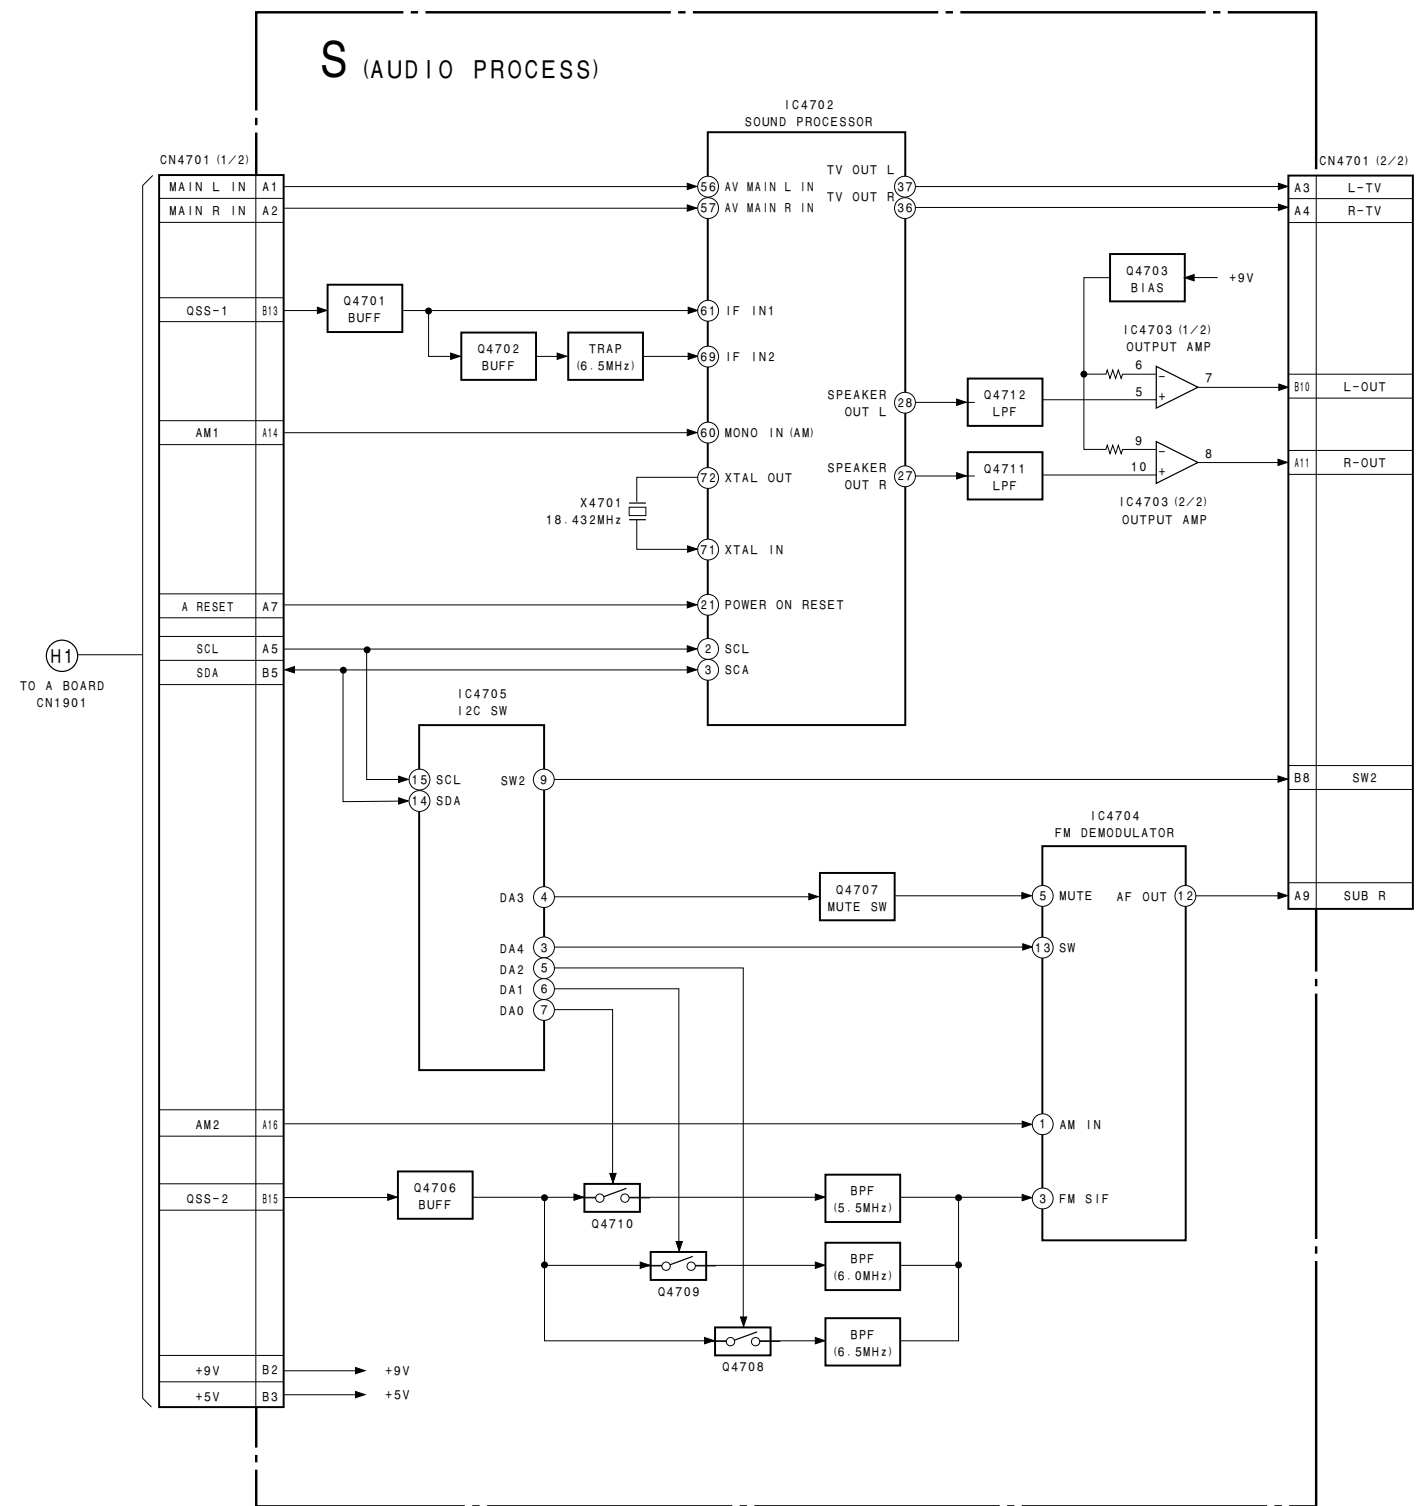 S (AUDIO PROCESS)
IC4702
SOUND PROCESSOR
CN4701 (1/2)
CN4701 (2/2)
MAIN L IN A1
MAIN R IN A2
56 AV MAIN L IN
57 AV MAIN R IN
TV OUT L 37
TV OUT R 36
A3 L-TV
A4 R-TV
Q4703
BIAS
+9V
QSS-1 B13
Q4701
BUFF
61 IF IN1
Q4702
BUFF
TRAP
(6.5MHz)
69 IF IN2
IC4703 (1/2)
OUTPUT AMP
6
-
5
+
7
B10 L-OUT
SPEAKER
OUT L 28
Q4712
LPF
AM1 A14
60 MONO IN (AM)
9
-
10
+
8
A11 R-OUT
SPEAKER
OUT R 27
Q4711
LPF
IC4703 (2/2)
OUTPUT AMP
72 XTAL OUT
X4701
18.432MHz
71 XTAL IN
A RESET A7
21 POWER ON RESET
SCL A5
2 SCL
SDA B5
3 SCA
H1
TO A BOARD
CN1901
IC4705
I2C SW
15 SCL
14 SDA
SW2 9
B8 SW2
IC4704
FM DEMODULATOR
DA3 4
Q4707
MUTE SW
5 MUTE
AF OUT 12
A9 SUB R
DA4 3
13 SW
DA2 5
DA1 6
DA0 7
AM2 A16
1 AM IN
QSS-2 B15
Q4706
BUFF
Q4710
BPF
(5.5MHz)
3 FM SIF
Q4709
BPF
(6.0MHz)
Q4708
BPF
(6.5MHz)
+9V B2
+9V
+5V B3
+5V